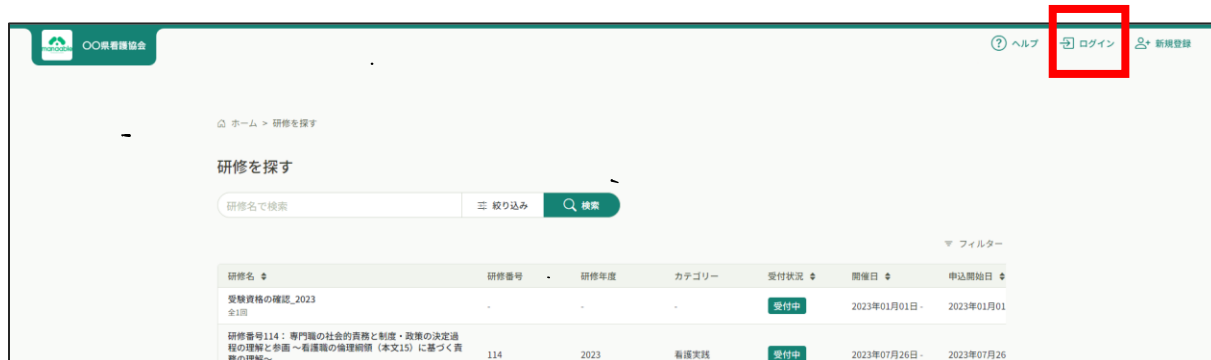 manaable
〇〇県看護協会
? ヘルプ
ログイン
新規登録
ホーム > 研修を探す
研修を探す
研修名で検索
絞り込み
検索
フィルター
研修名 研修番号 研修年度 カテゴリー 受付状況 開催日 申込開始日
受験資格の確認_2023
全1回
- - - 受付中 2023年01月01日 - 2023年01月01
研修番号114：専門職の社会的責務と制度・政策の決定過
程の理解と参画 ～看護職の倫理綱領（本文15）に基づく責
務の理解～
114 2023 看護実践 受付中 2023年07月26日 - 2023年07月26